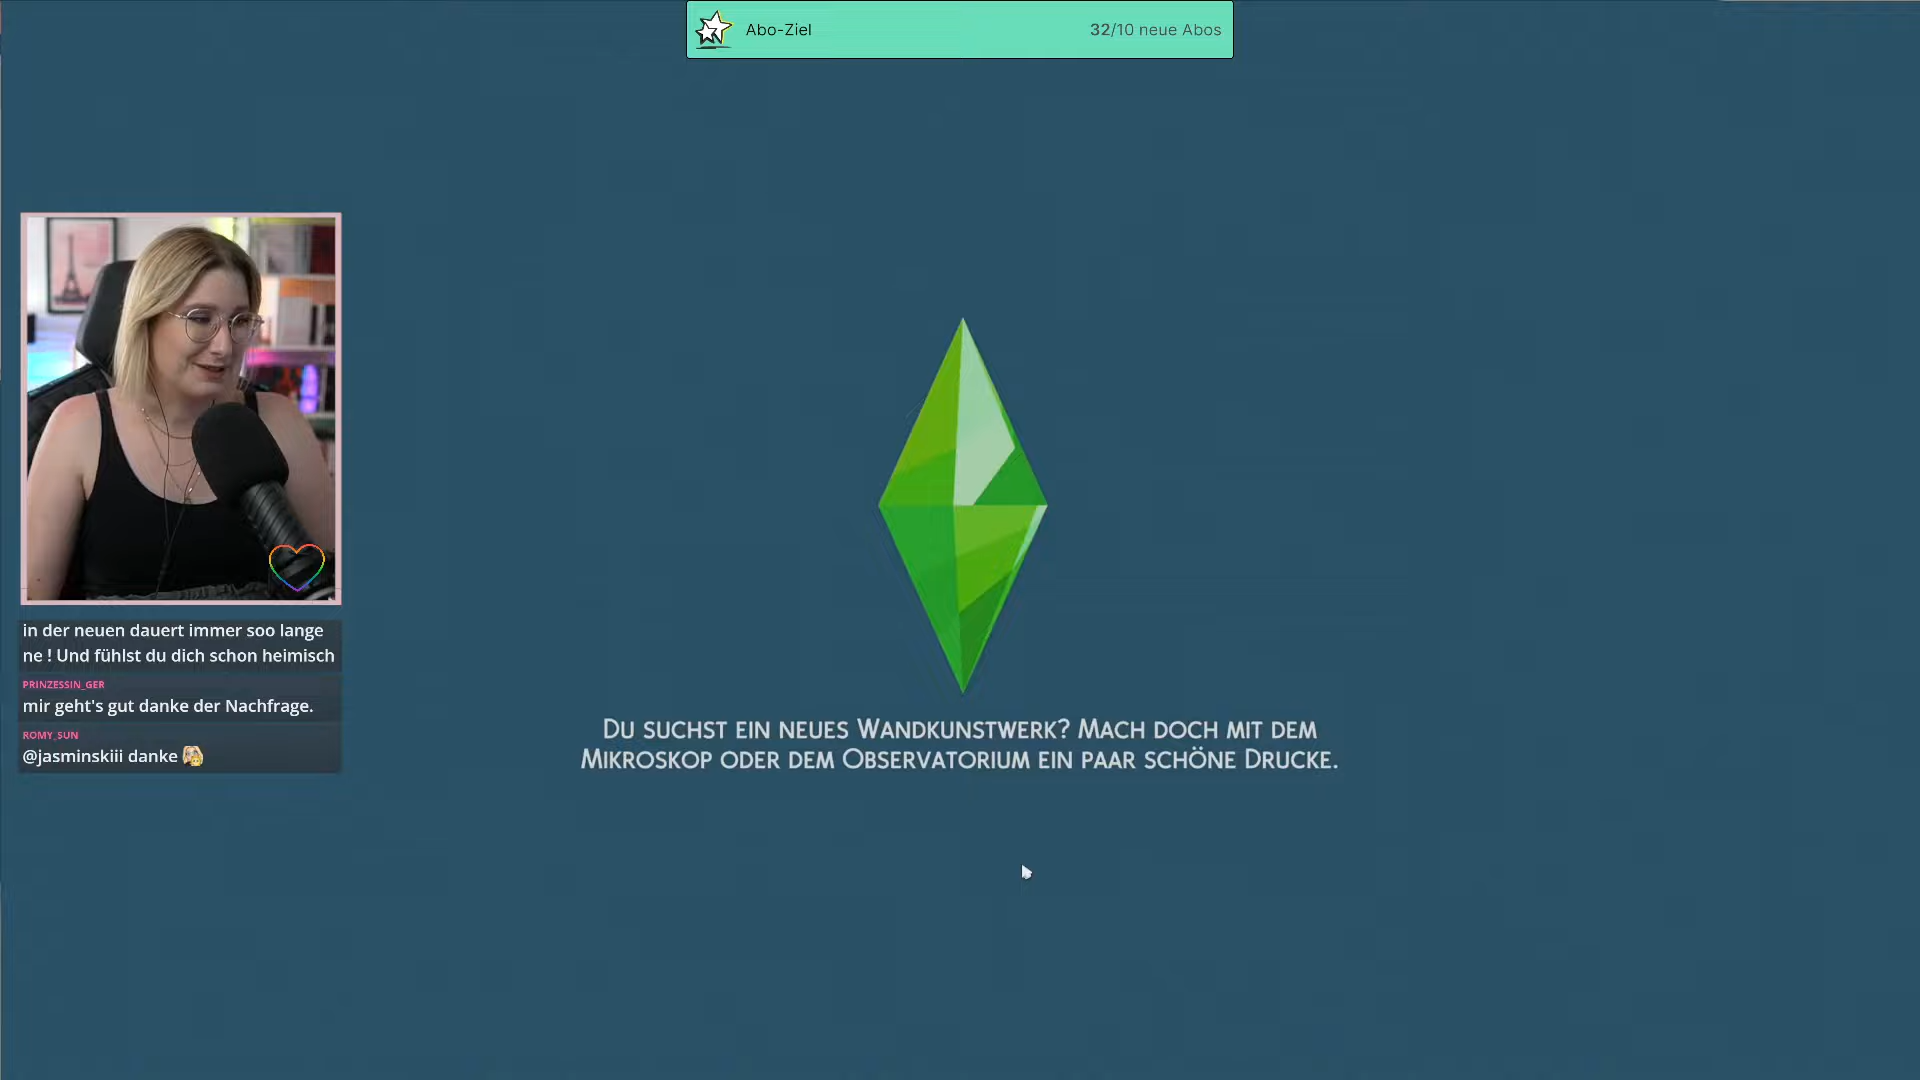 Abo-Ziel
32/10 neue Abos
in der neuen dauert immer soo lange
ne ! Und fühlst du dich schon heimisch
PRINZESSIN_GER
mir geht's gut danke der Nachfrage.
ROMY_SUN
@jasminskiii danke
DU SUCHST EIN NEUES WANDKUNSTWERK? MACH DOCH MIT DEM
MIKROSKOP ODER DEM OBSERVATORIUM EIN PAAR SCHÖNE DRUCKE.